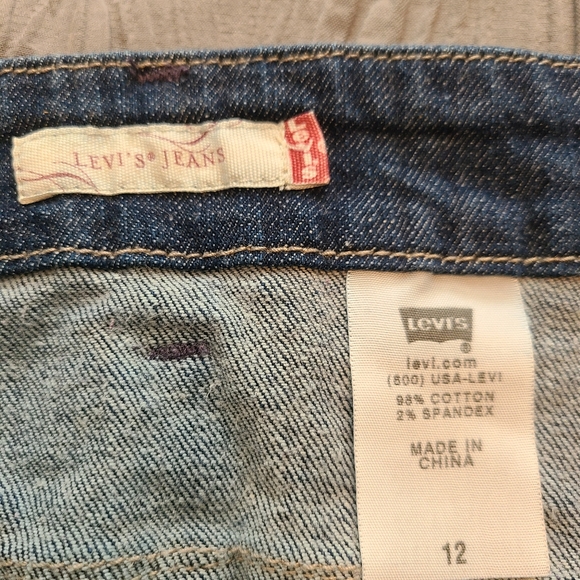 LEVI'S® JEANS
LEVI'S
LEVI'S
®
levi.com
(800) USA-LEVI
98% COTTON
2% SPANDEX
MADE IN
CHINA
12